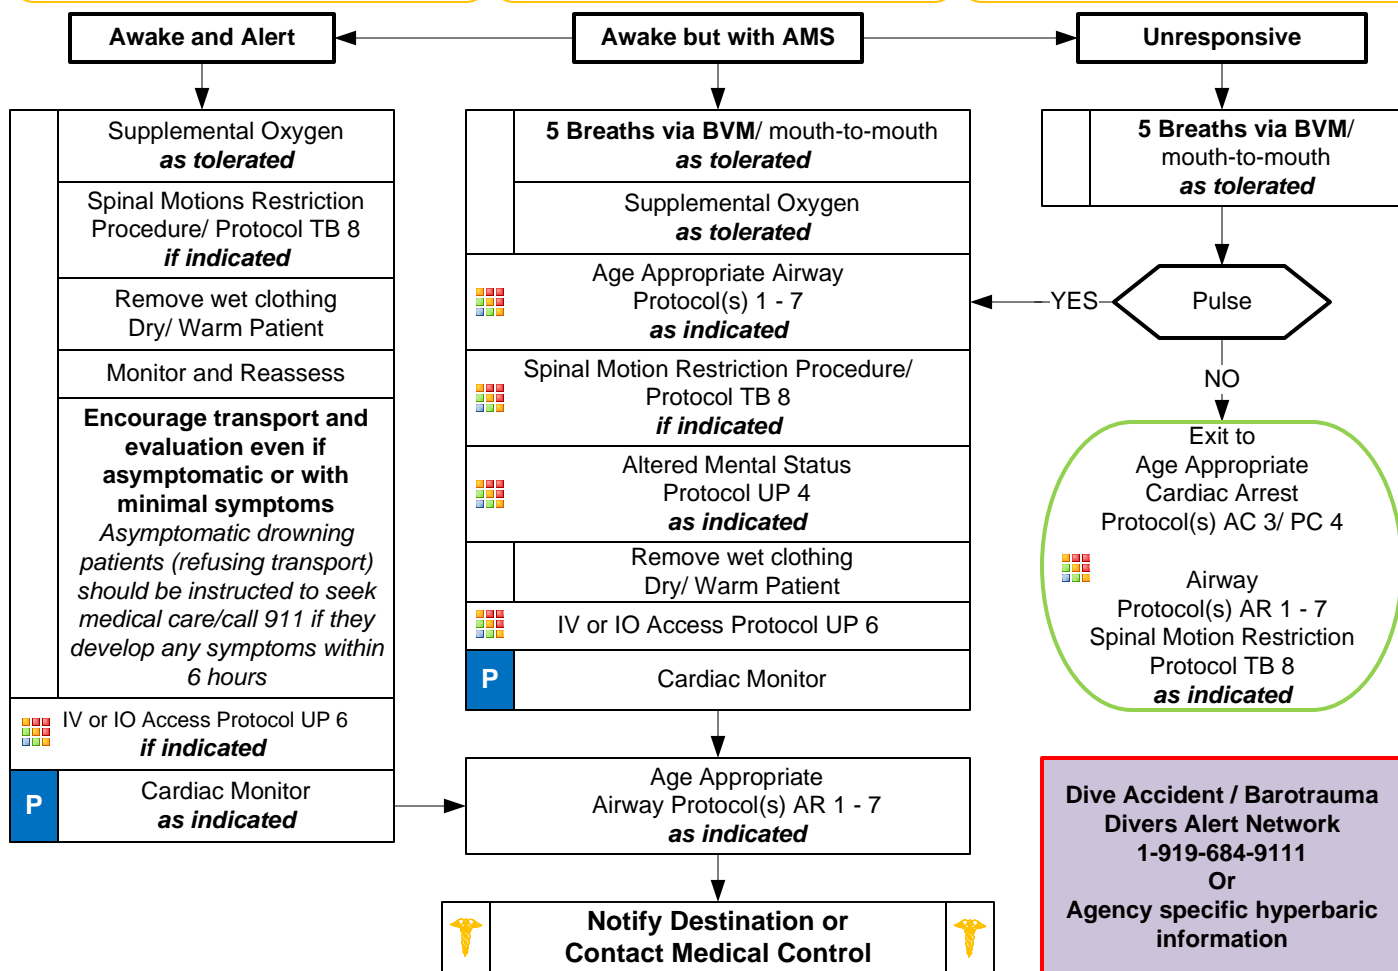 Awake and Alert
Awake but with AMS
Unresponsive
Supplemental Oxygen
as tolerated
Spinal Motions Restriction
Procedure/ Protocol TB 8
if indicated
Remove wet clothing
Dry/ Warm Patient
Monitor and Reassess
Encourage transport and
evaluation even if
asymptomatic or with
minimal symptoms
Asymptomatic drowning
patients (refusing transport)
should be instructed to seek
medical care/call 911 if they
develop any symptoms within
6 hours
IV or IO Access Protocol UP 6
if indicated
P
Cardiac Monitor
as indicated
5 Breaths via BVM/ mouth-to-mouth
as tolerated
Supplemental Oxygen
as tolerated
Age Appropriate Airway
Protocol(s) 1 - 7
as indicated
Spinal Motion Restriction Procedure/
Protocol TB 8
if indicated
Altered Mental Status
Protocol UP 4
as indicated
Remove wet clothing
Dry/ Warm Patient
IV or IO Access Protocol UP 6
P
Cardiac Monitor
Age Appropriate
Airway Protocol(s) AR 1 - 7
as indicated
Notify Destination or
Contact Medical Control
5 Breaths via BVM/
mouth-to-mouth
as tolerated
Pulse
YES
NO
Exit to
Age Appropriate
Cardiac Arrest
Protocol(s) AC 3/ PC 4
Airway
Protocol(s) AR 1 - 7
Spinal Motion Restriction
Protocol TB 8
as indicated
Dive Accident / Barotrauma
Divers Alert Network
1-919-684-9111
Or
Agency specific hyperbaric
information